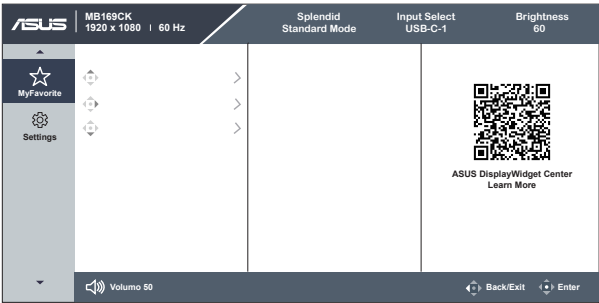 ASUS
MB169CK
1920 x 1080 | 60 Hz
Splendid
Standard Mode
Input Select
USB-C-1
Brightness
60
MyFavorite
Settings
ASUS DisplayWidget Center
Learn More
Volumo 50
Back/Exit
Enter